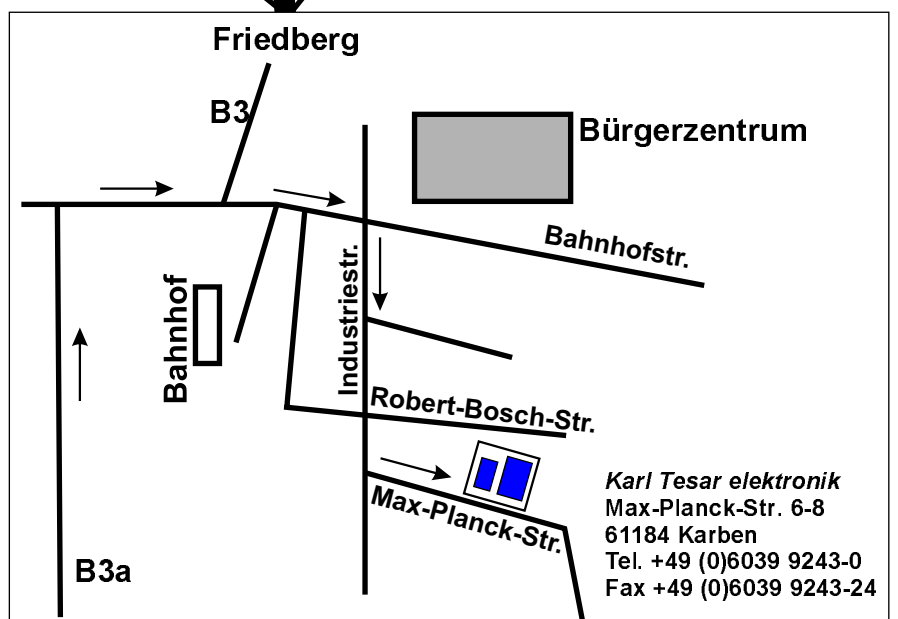 Friedberg
B3
Bürgerzentrum
Bahnhofstr.
Bahnhof
Industriestr.
Robert-Bosch-Str.
Max-Planck-Str.
B3a
Karl Tesar elektronik
Max-Planck-Str. 6-8
61184 Karben
Tel. +49 (0)6039 9243-0
Fax +49 (0)6039 9243-24